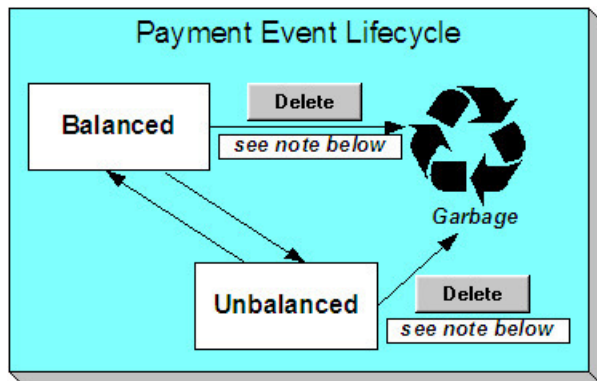 Payment Event Lifecycle
Delete
Balanced
see note below
Garbage
Unbalanced
Delete
see note below